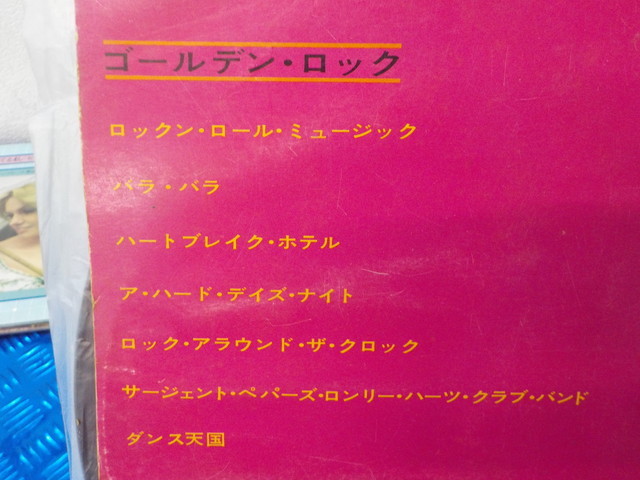 ゴールデン・ロック
ロックン・ロール・ミュージック
バラ・バラ
ハートブレイク・ホテル
ア・ハード・デイズ・ナイト
ロック・アラウンド・ザ・クロック
サージェント・ペパーズ・ロンリー・ハーツ・クラブ・バンド
ダンス天国